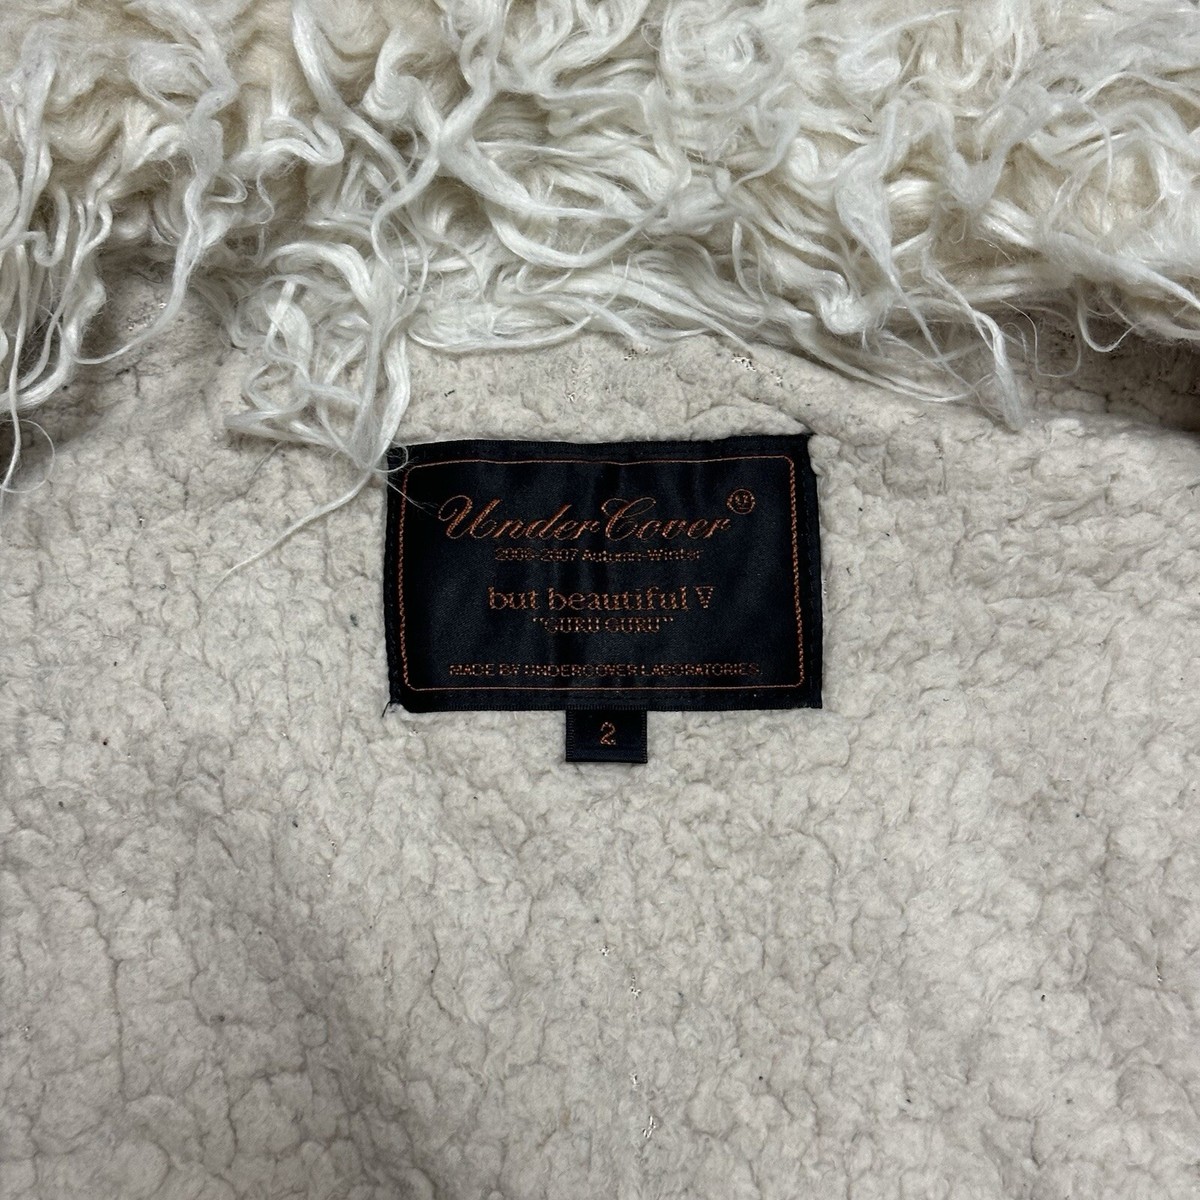 UnderCover
2006-2007 Autumn-Winter
but beautiful V
"GURU GURU"
MADE BY UNDERCOVER LABORATORIES
2